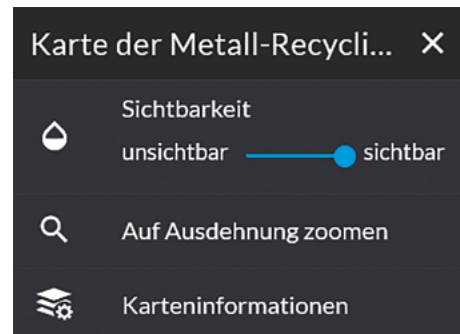 Karte der Metall-Recycli...
Sichtbarkeit
unsichtbar sichtbar
Auf Ausdehnung zoomen
Karteninformationen